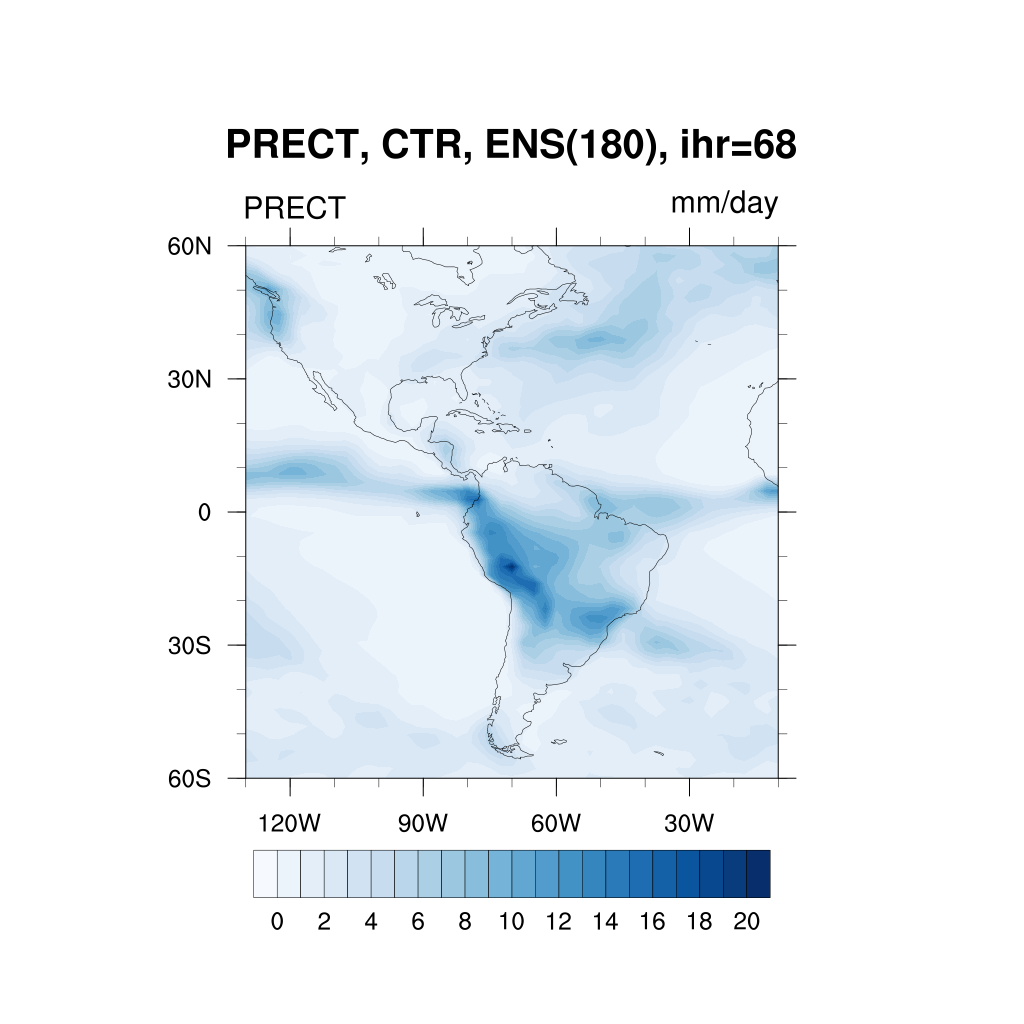 PRECT, CTR, ENS(180), ihr=68
PRECT mm/day
60N
30N
0
30S
60S
120W 90W 60W 30W
0 2 4 6 8 10 12 14 16 18 20